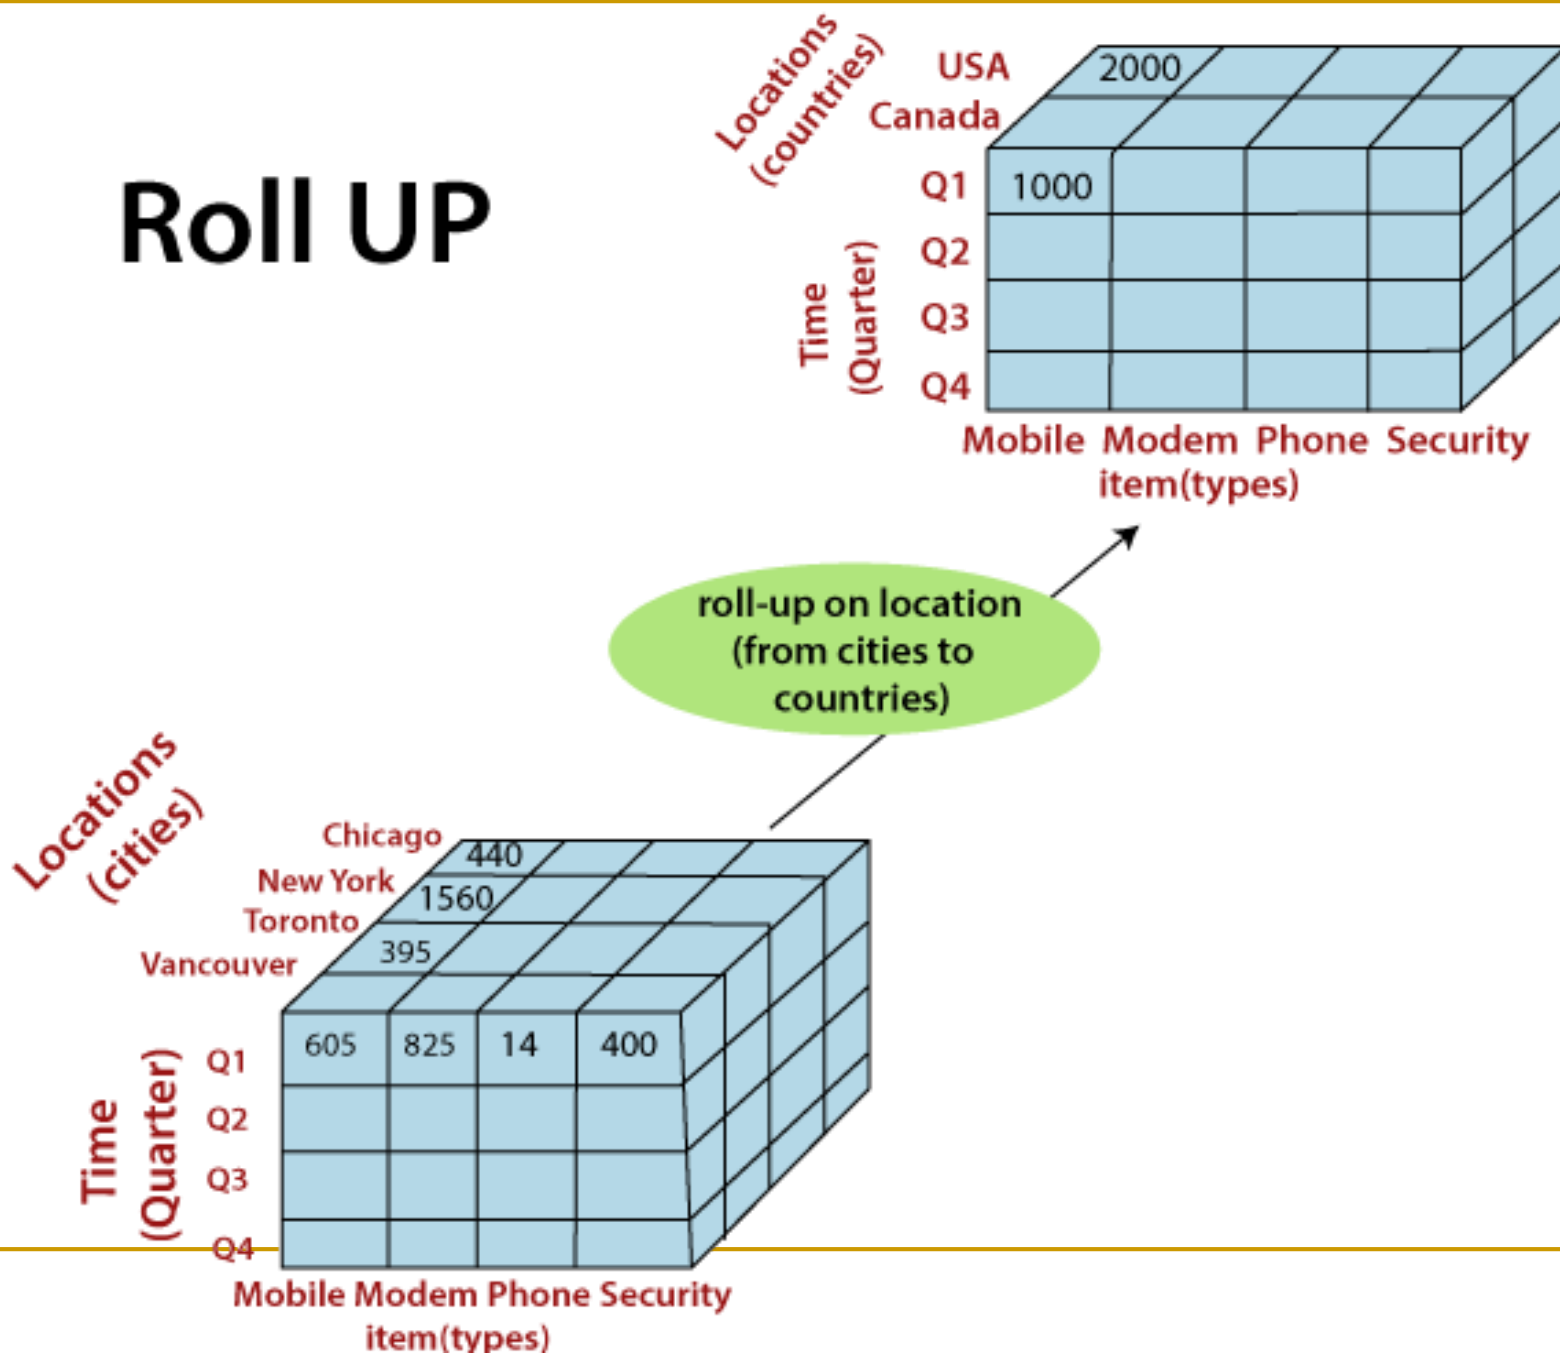 Roll UP
Locations
(countries)
USA
2000
Canada
Q1
1000
Q2
Q3
Q4
Time
(Quarter)
Mobile Modem Phone Security
item(types)
roll-up on location
(from cities to
countries)
Locations
(cities)
Chicago
440
New York
1560
Toronto
395
Vancouver
605 825 14 400
Q1
Q2
Q3
Q4
Time
(Quarter)
Mobile Modem Phone Security
item(types)